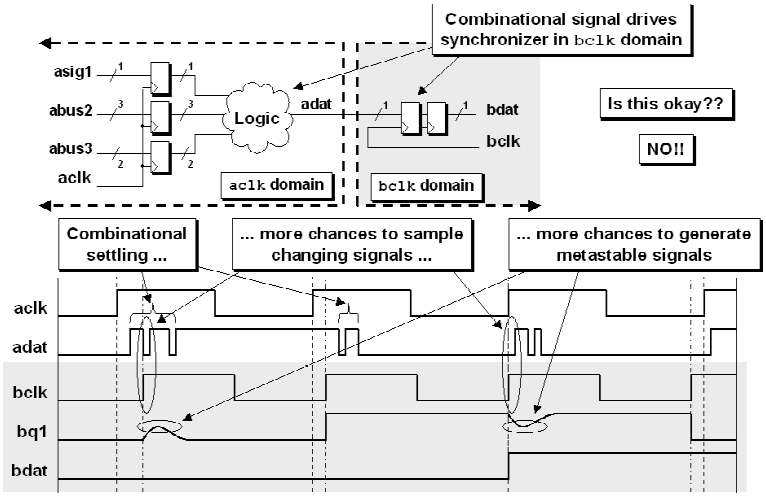 Combinational signal drives
synchronizer in bclk domain
asig1
1
1
abus2
3
3
abus3
2
2
aclk
Logic
adat
1
1
bdat
bclk
aclk domain
bclk domain
Is this okay??
NO!!
Combinational
settling ...
... more chances to sample
changing signals ...
... more chances to generate
metastable signals
aclk
adat
bclk
bq1
bdat